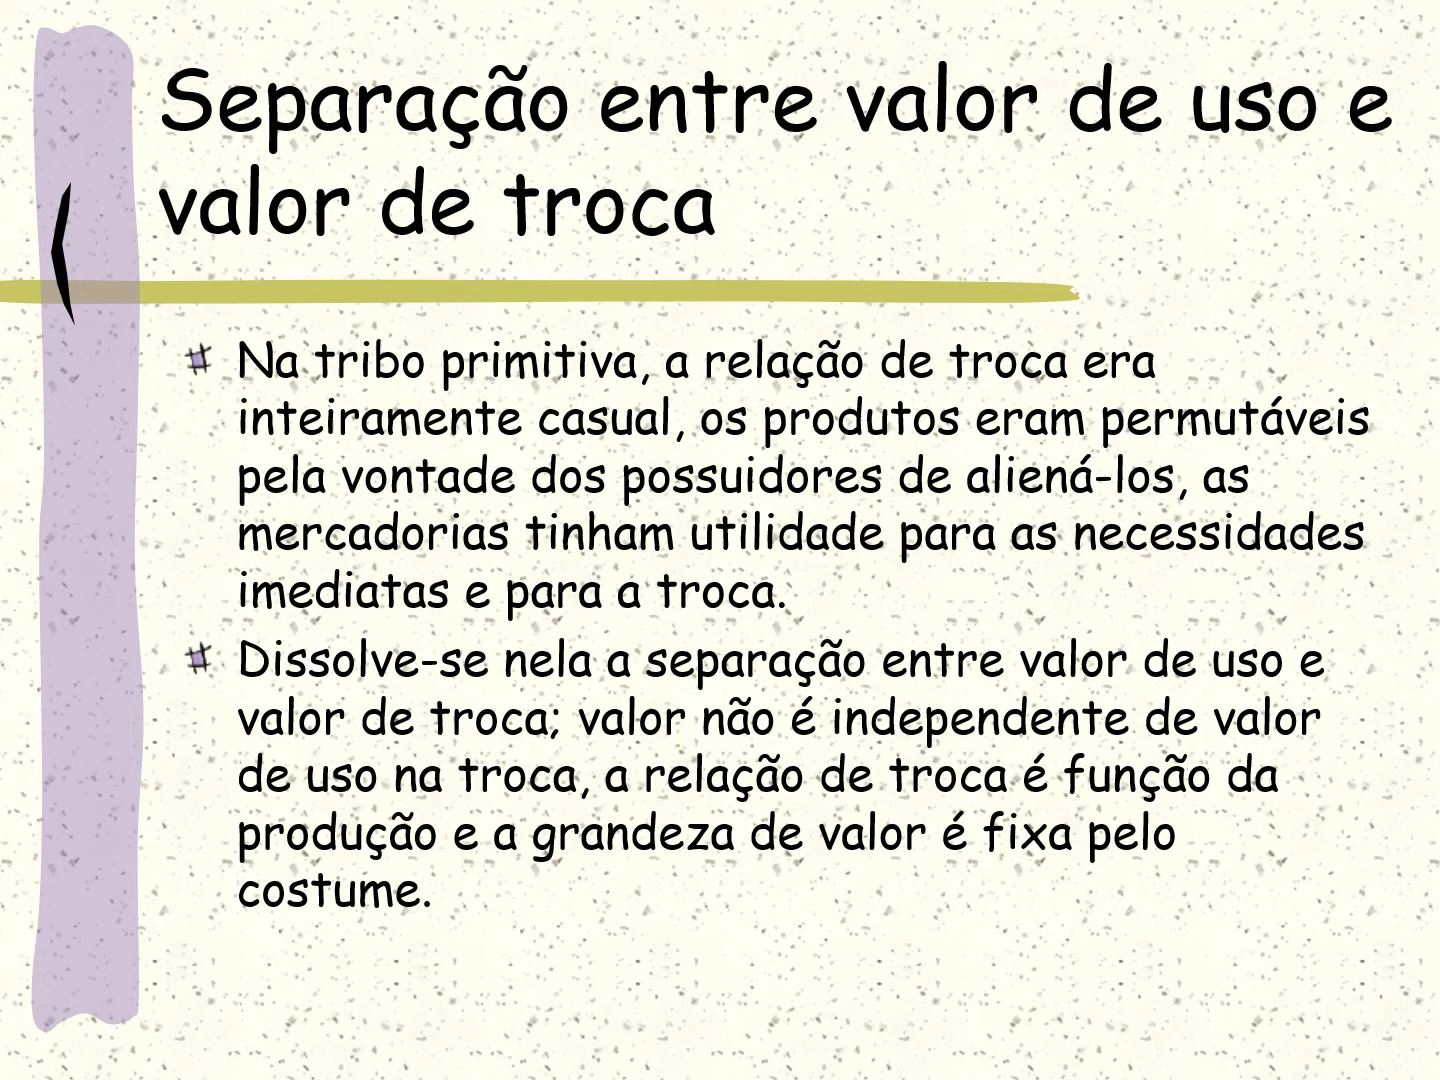 Separação entre valor de uso e
valor de troca
Na tribo primitiva, a relação de troca era
inteiramente casual, os produtos eram permutáveis
pela vontade dos possuidores de aliená-los, as
mercadorias tinham utilidade para as necessidades
imediatas e para a troca.
Dissolve-se nela a separação entre valor de uso e
valor de troca; valor não é independente de valor
de uso na troca, a relação de troca é função da
produção e a grandeza de valor é fixa pelo
costume.